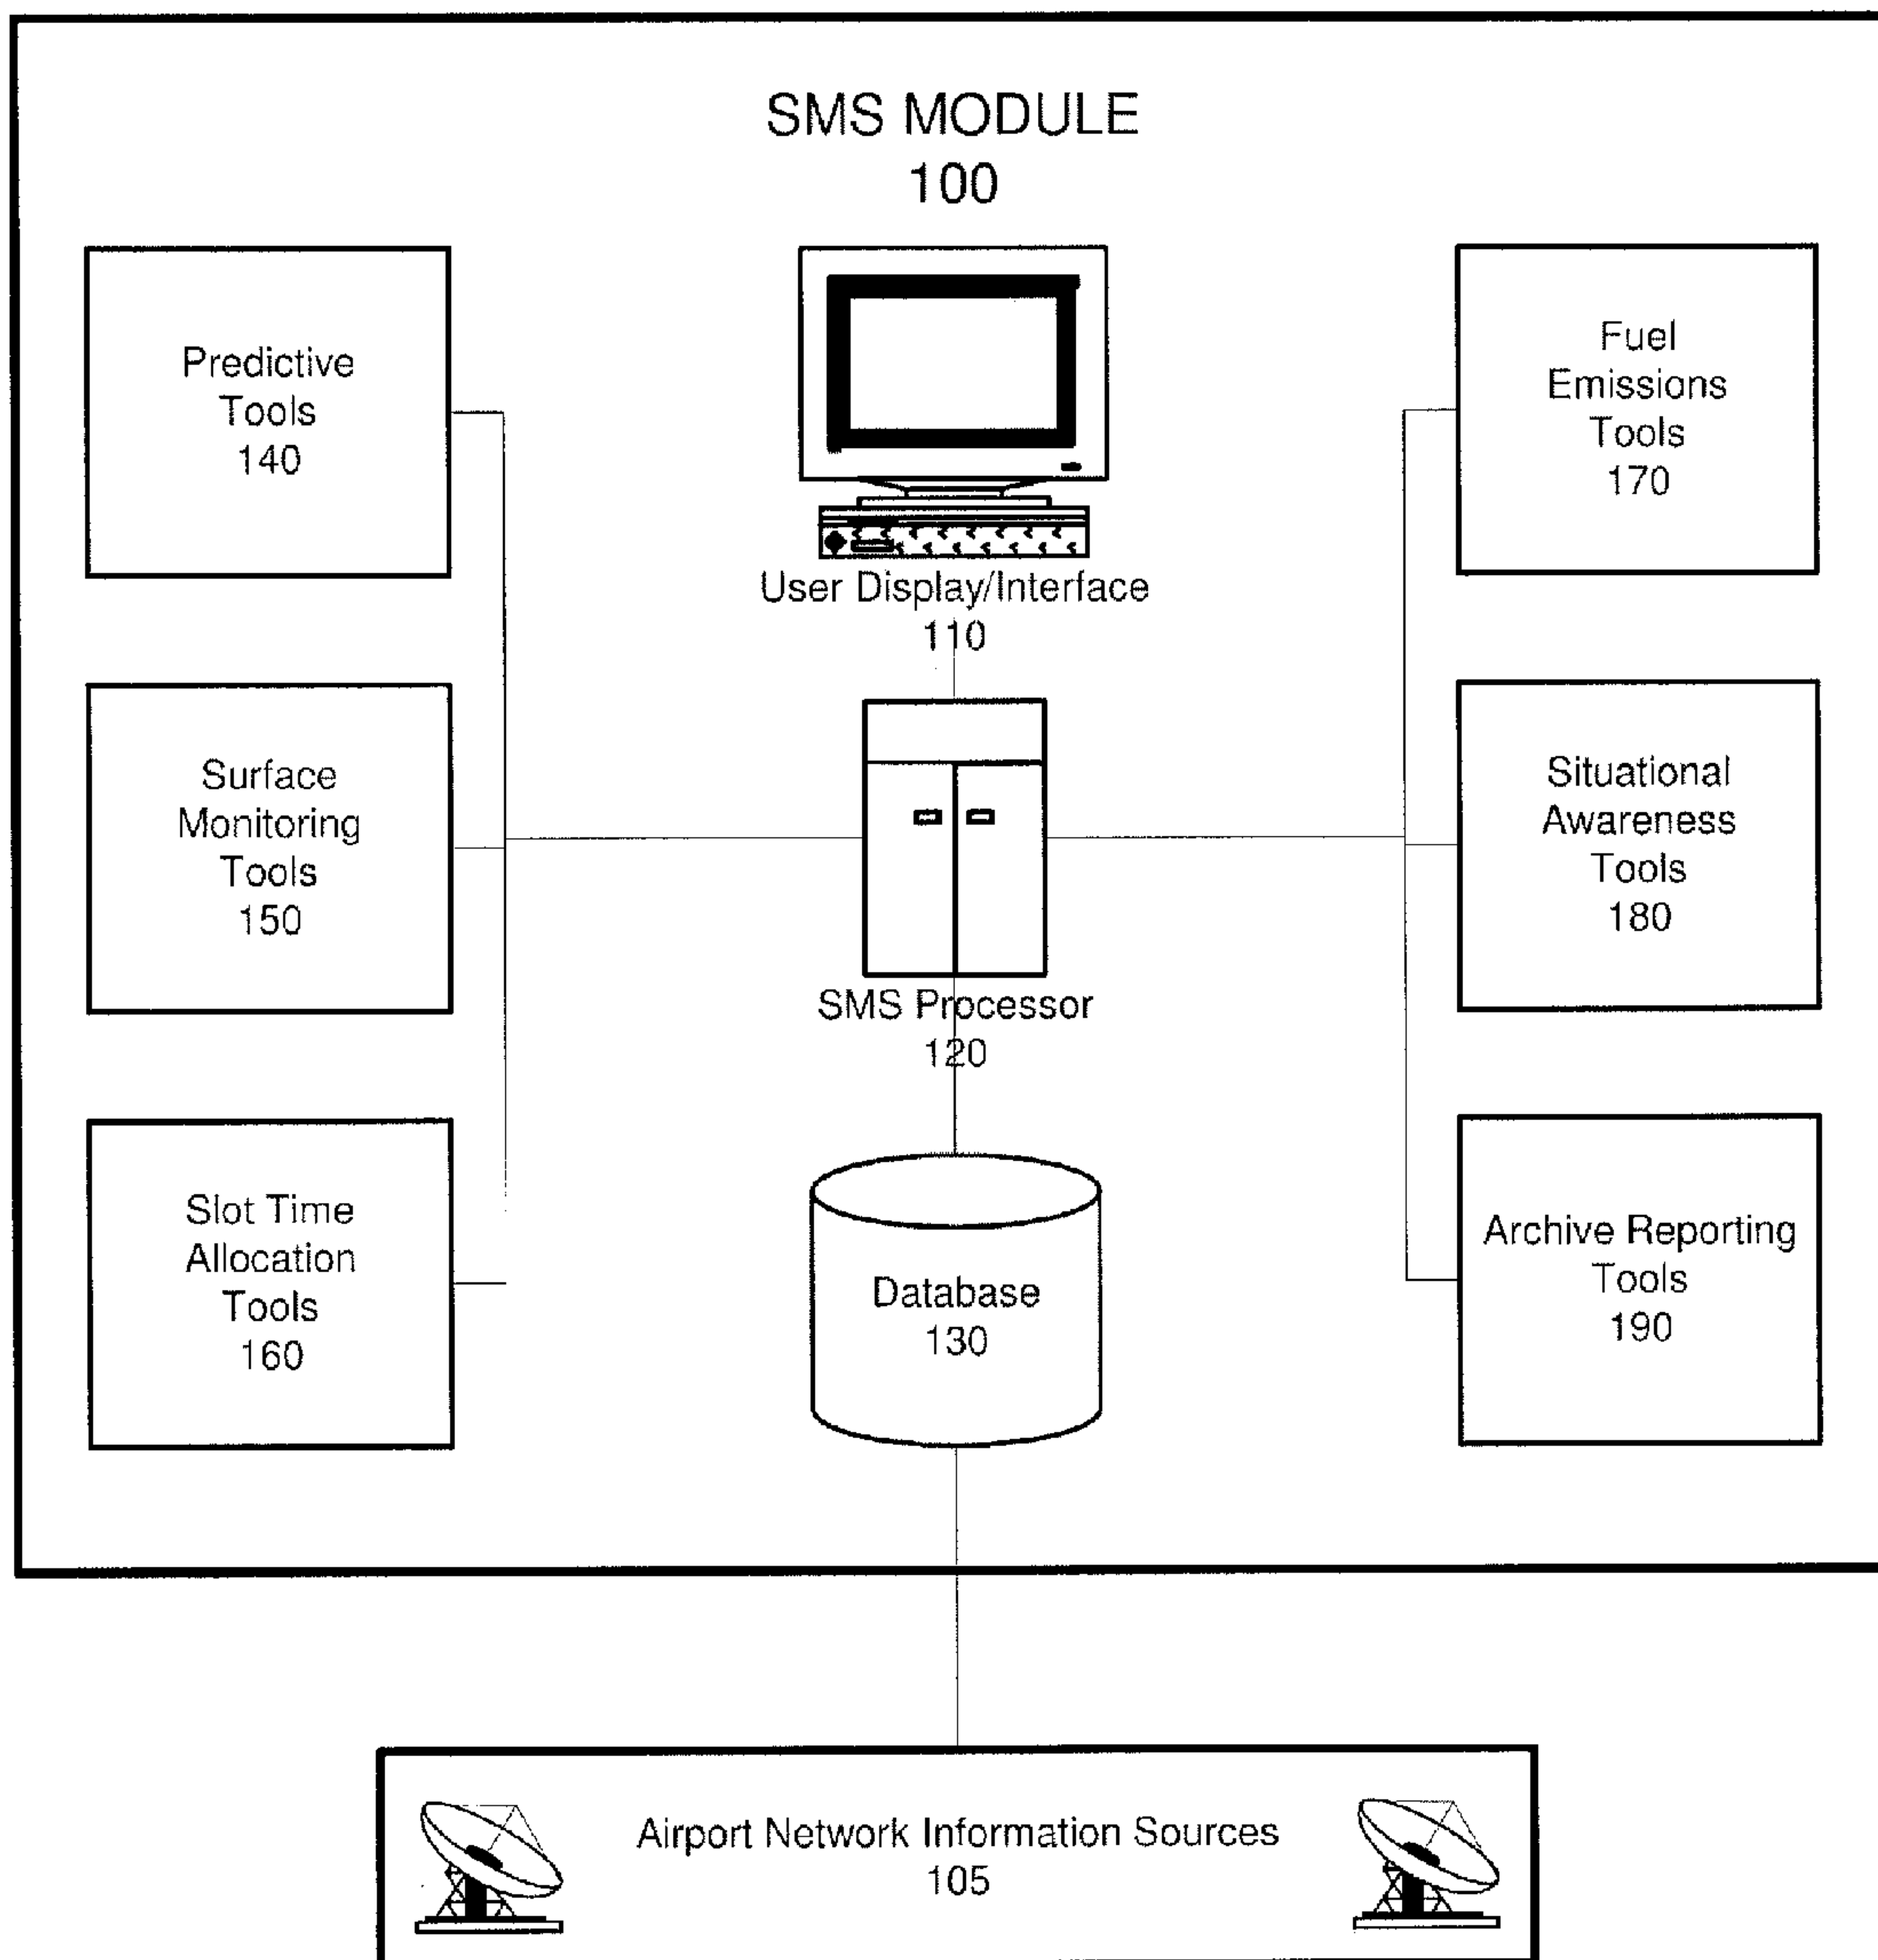 SMS MODULE
100
Predictive
Tools
140
User Display/Interface
110
Fuel
Emissions
Tools
170
Surface
Monitoring
Tools
150
SMS Processor
120
Situational
Awareness
Tools
180
Slot Time
Allocation
Tools
160
Database
130
Archive Reporting
Tools
190
Airport Network Information Sources
105